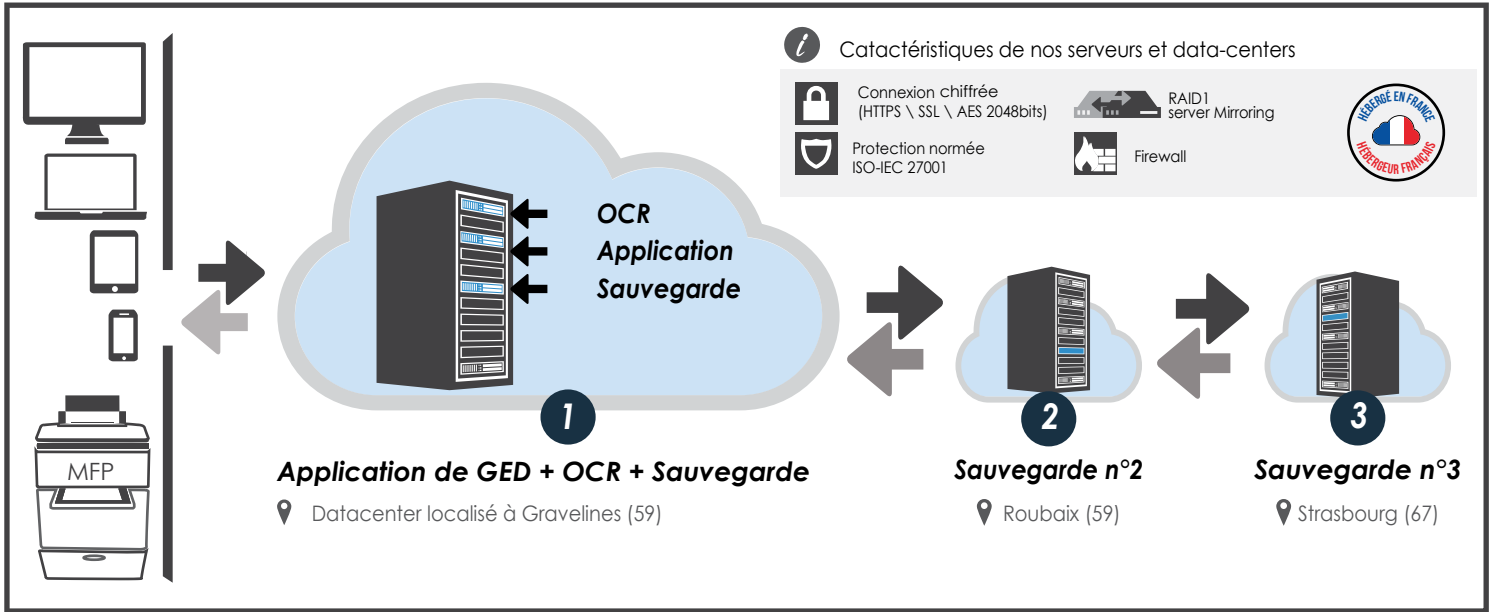 Catactéristiques de nos serveurs et data-centers
Connexion chiffrée
(HTTPS \ SSL \ AES 2048bits)
RAID1
server Mirroring
Protection normée
ISO-IEC 27001
Firewall
HÉBERGÉ EN FRANCE
HÉBERGEUR FRANÇAIS
OCR
Application
Sauvegarde
MFP
1
Application de GED + OCR + Sauvegarde
Datacenter localisé à Gravelines (59)
2
Sauvegarde n°2
Roubaix (59)
3
Sauvegarde n°3
Strasbourg (67)